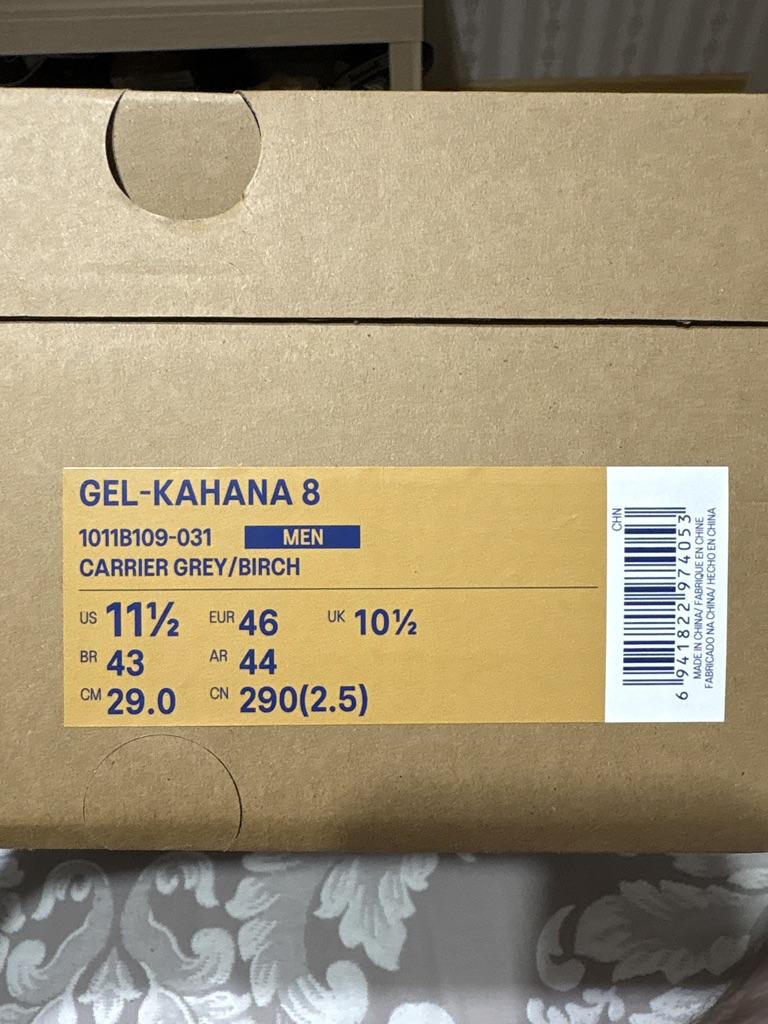 GEL-KAHANA 8
1011B109-031 MEN
CARRIER GREY/BIRCH
US 11½ EUR 46 UK 10½
BR 43 AR 44
CM 29.0 CN 290(2.5)
CHN
6 941822 974053
MADE IN CHINA/ FABRIQUÉ EN CHINE
FABRICADO NA CHINA/ HECHO EN CHINA